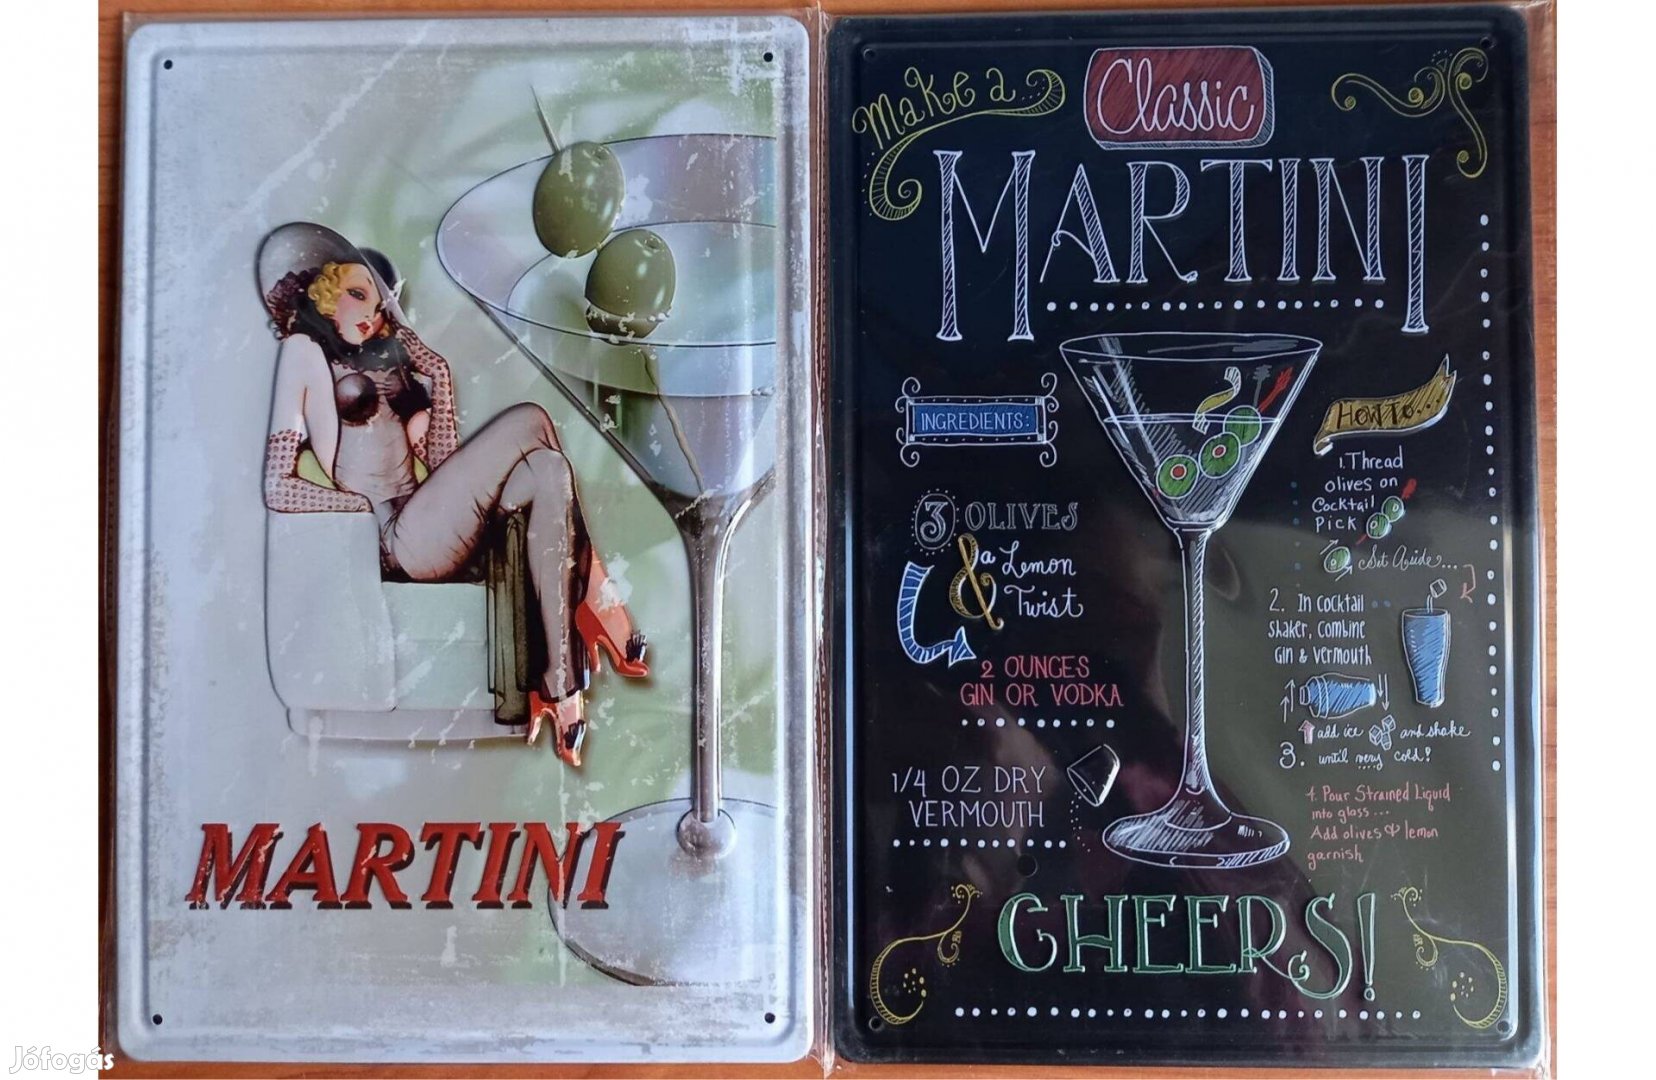 MARTINI
Make a
Classic
MARTINI
INGREDIENTS:
3 OLIVES
& a Lemon
Twist
2 OUNCES
GIN OR VODKA
1/4 OZ DRY
VERMOUTH
HOW TO...
1. Thread
olives on
Cocktail
Pick
Set Aside...
2. In Cocktail
Shaker, Combine
Gin & Vermouth
3. add ice and shake
until very cold!
4. Pour Strained Liquid
into glass...
Add olives & lemon
garnish
CHEERS!
Jófogás